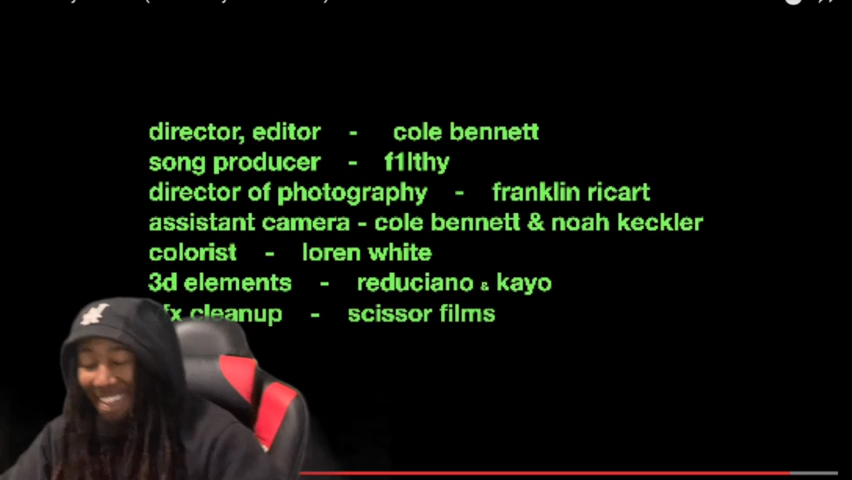 director, editor - cole bennett
song producer - f1lthy
director of photography - franklin ricart
assistant camera - cole bennett & noah keckler
colorist - loren white
3d elements - reduciano & kayo
fx cleanup - scissor films